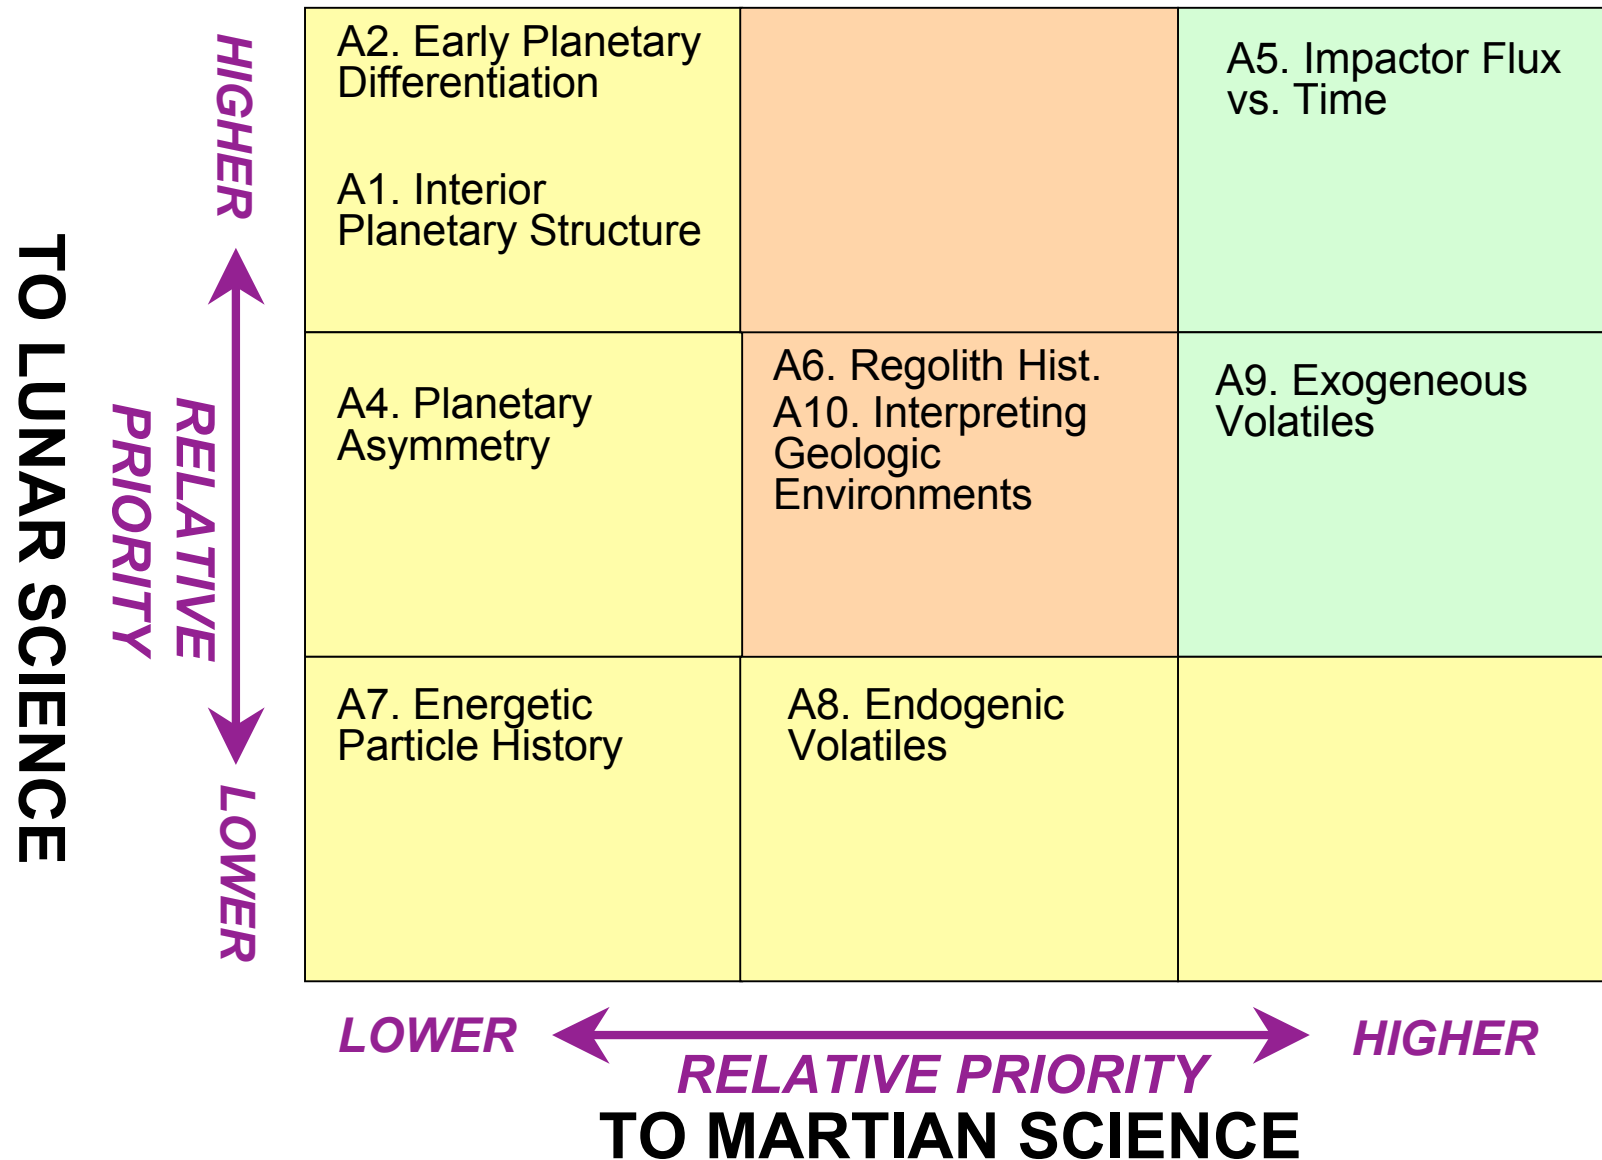 A2. Early Planetary
Differentiation
A1. Interior
Planetary Structure
A5. Impactor Flux
vs. Time
A4. Planetary
Asymmetry
A6. Regolith Hist.
A10. Interpreting
Geologic
Environments
A9. Exogeneous
Volatiles
A7. Energetic
Particle History
A8. Endogenic
Volatiles
TO LUNAR SCIENCE
RELATIVE
PRIORITY
HIGHER
LOWER
LOWER
HIGHER
RELATIVE PRIORITY
TO MARTIAN SCIENCE